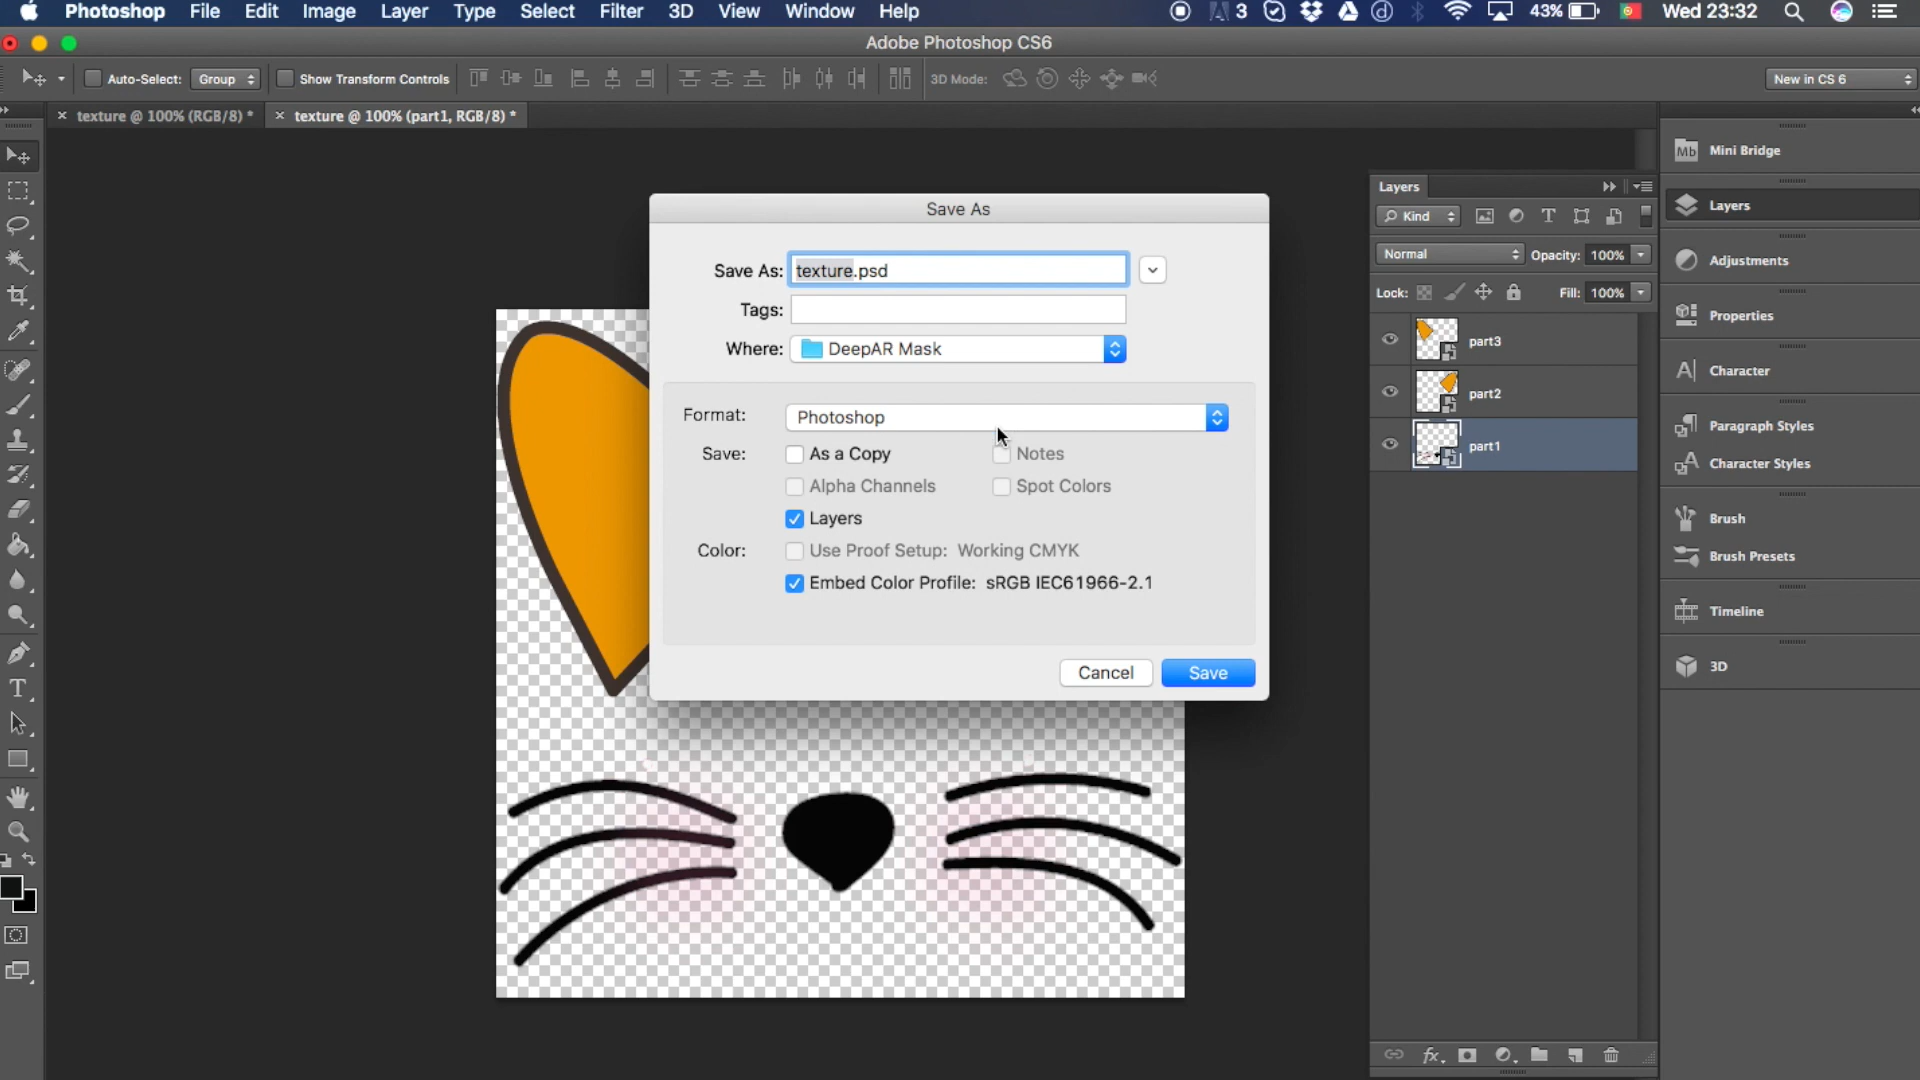 Photoshop File Edit Image Layer Type Select Filter 3D View Window Help 3 43% Wed 23:32
Adobe Photoshop CS6
Auto-Select: Group Show Transform Controls 3D Mode: New in CS 6
× texture @ 100% (RGB/8) * × texture @ 100% (part1, RGB/8) *
Mb Mini Bridge
Layers
Kind
Normal Opacity: 100%
Lock: Fill: 100%
part3
part2
part1
Layers
Adjustments
Properties
Character
Paragraph Styles
Character Styles
Brush
Brush Presets
Timeline
3D
Save As
Save As: texture.psd
Tags:
Where: DeepAR Mask
Format: Photoshop
Save: As a Copy Notes
Alpha Channels Spot Colors
Layers
Color: Use Proof Setup: Working CMYK
Embed Color Profile: sRGB IEC61966-2.1
Cancel Save
fx